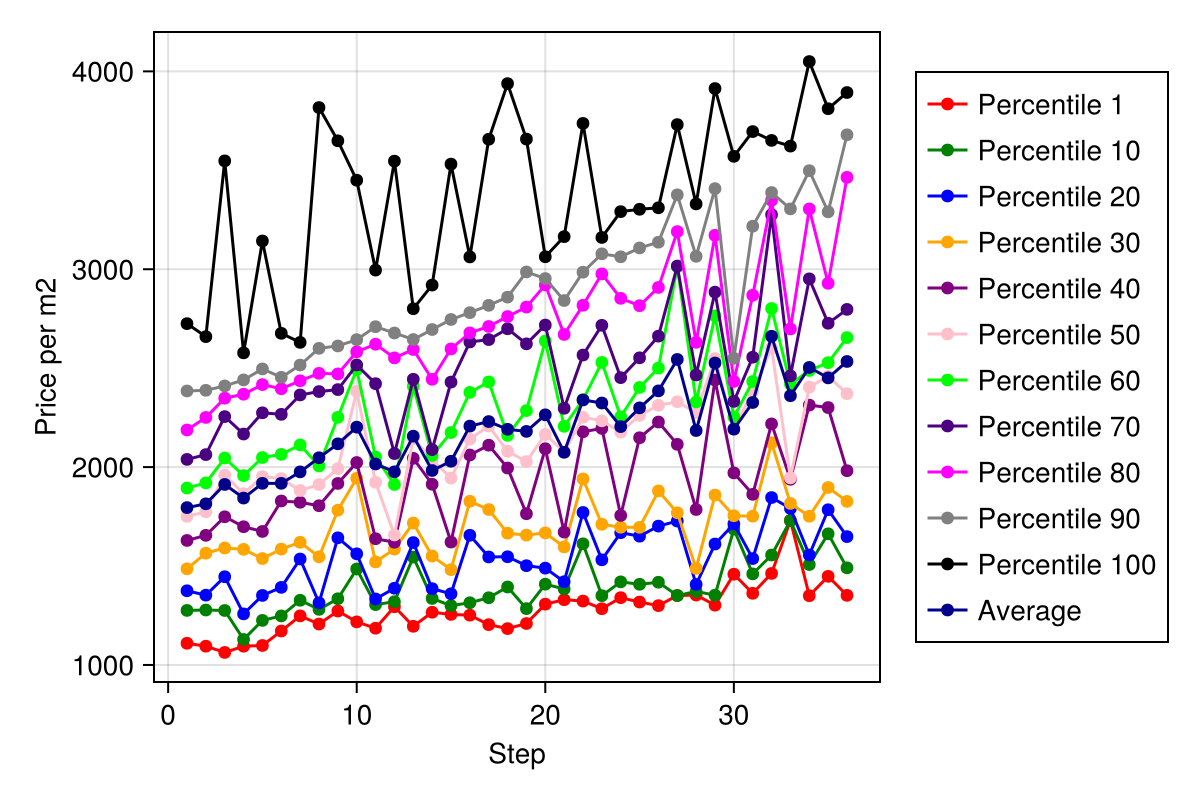 4000
3000
2000
1000
Price per m2
0 10 20 30
Step
Percentile 1
Percentile 10
Percentile 20
Percentile 30
Percentile 40
Percentile 50
Percentile 60
Percentile 70
Percentile 80
Percentile 90
Percentile 100
Average